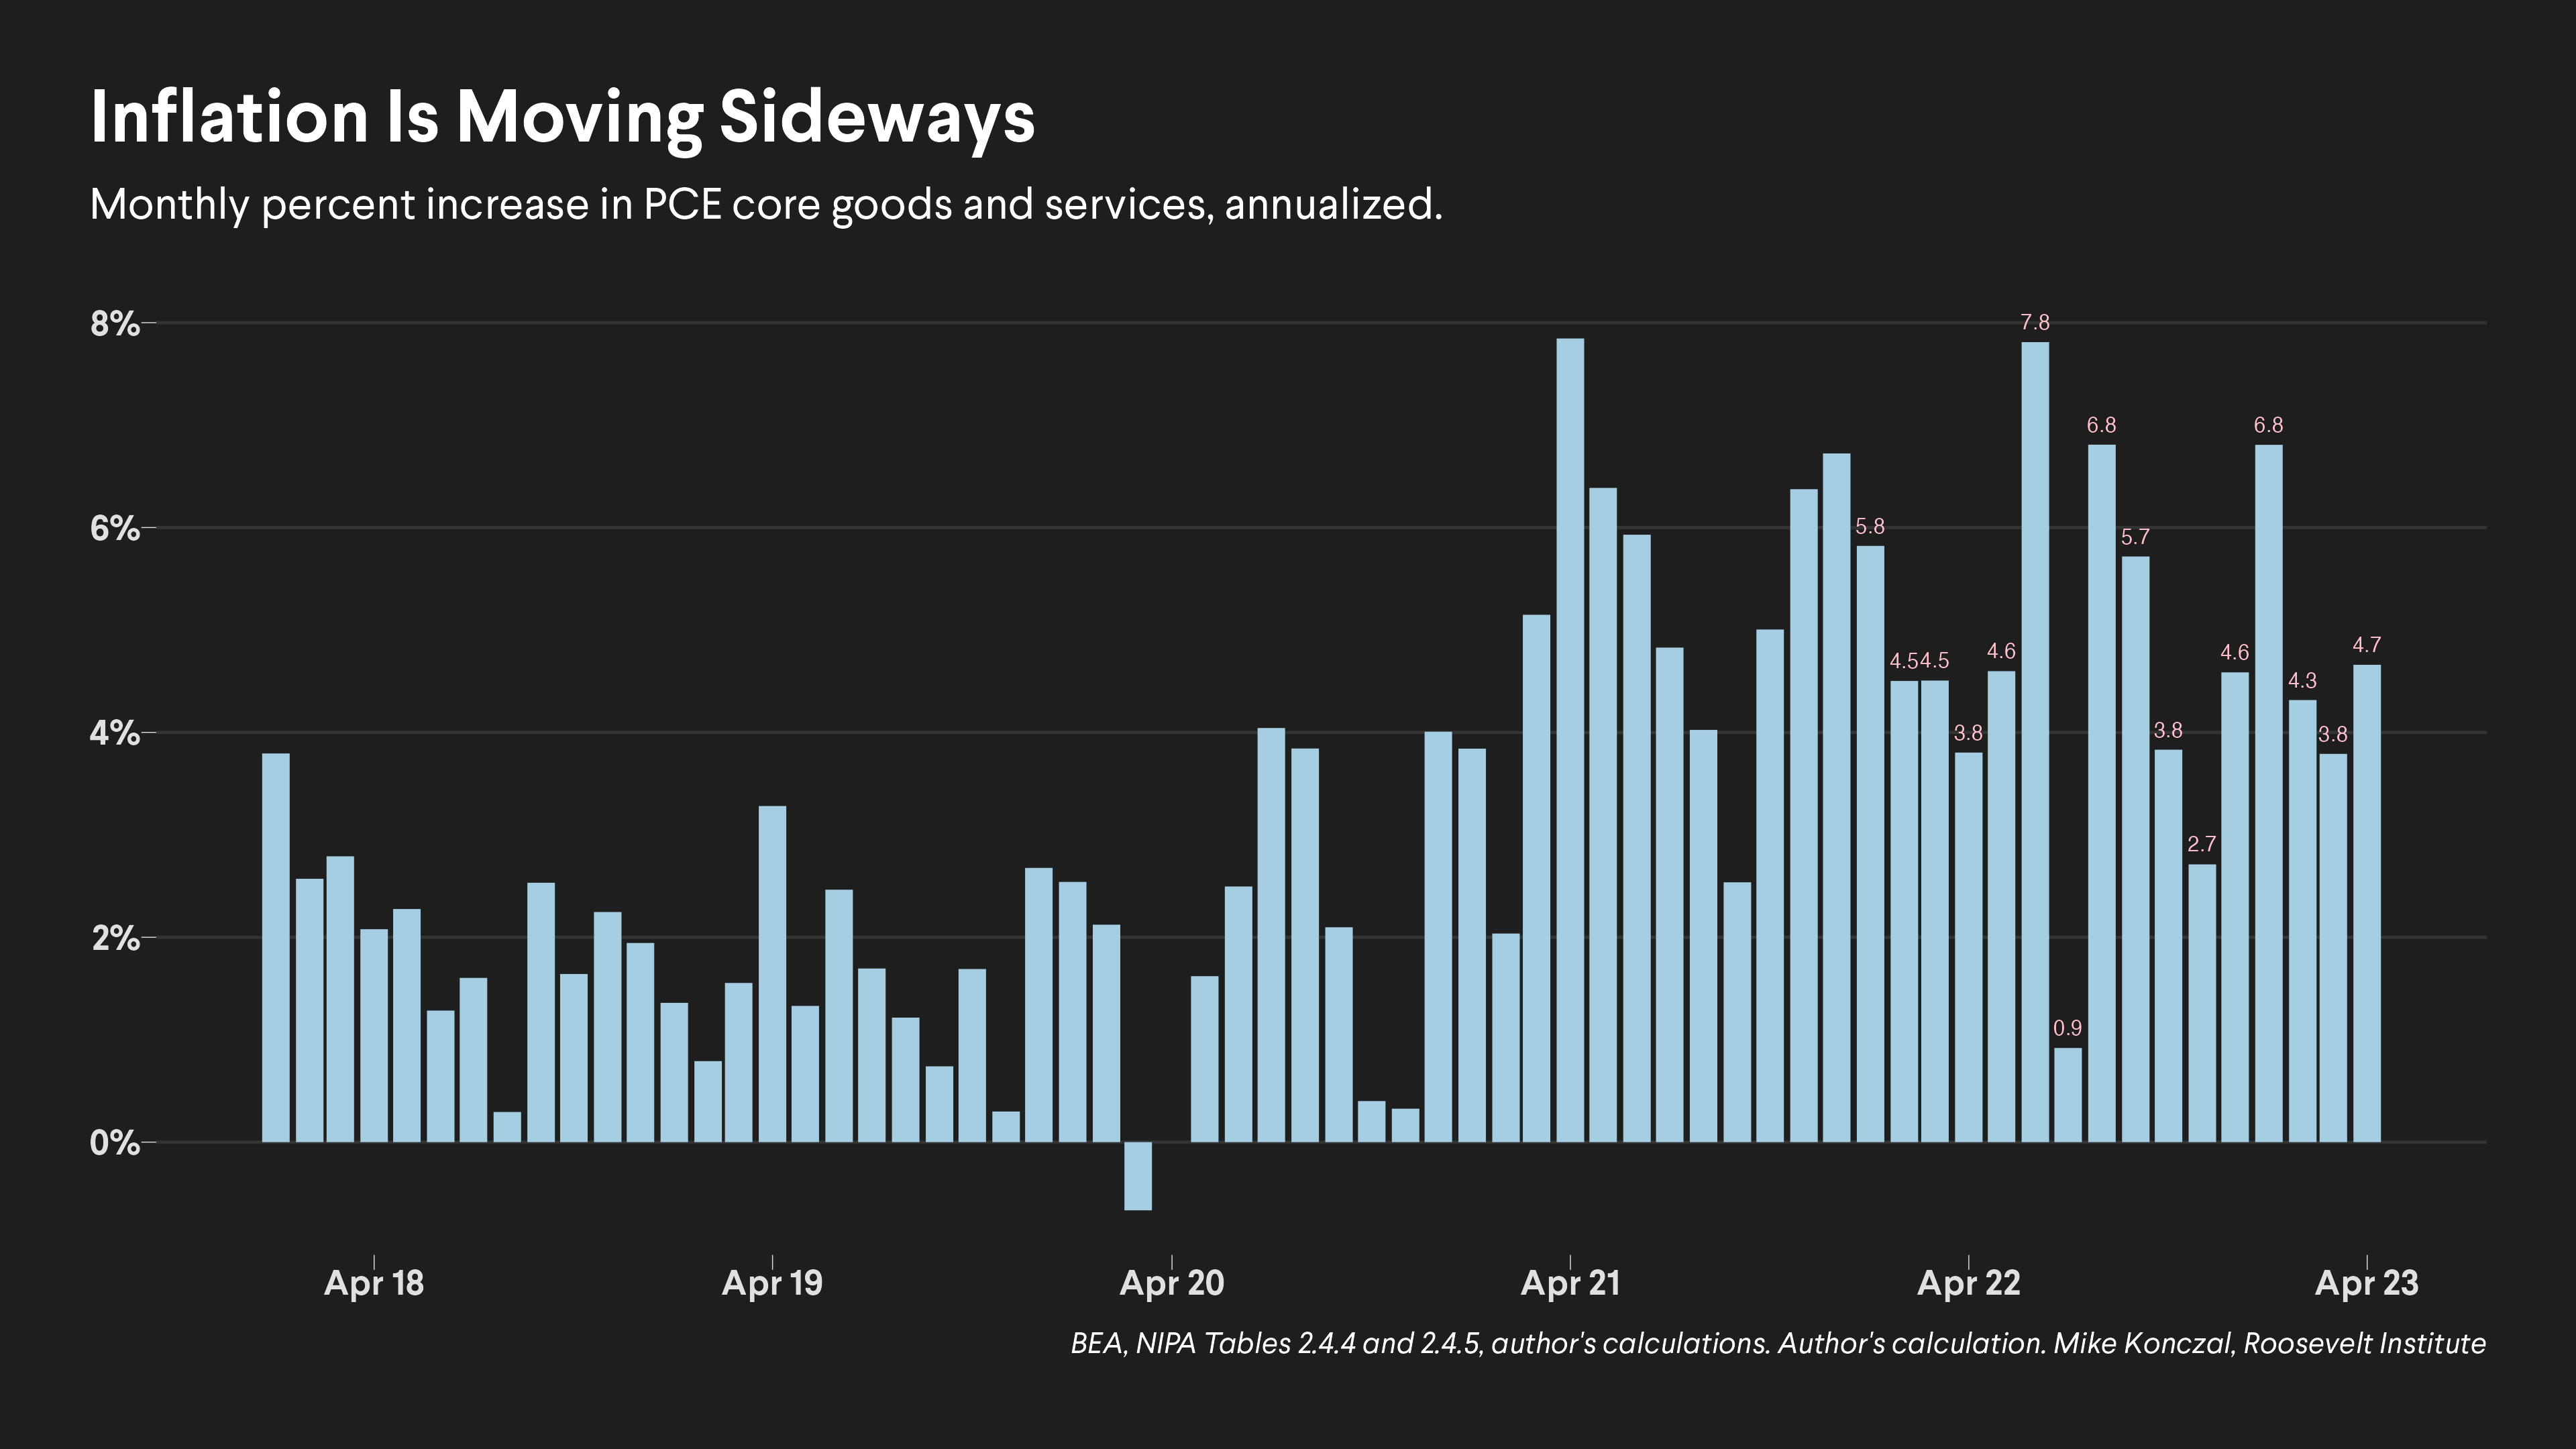 Inflation Is Moving Sideways
Monthly percent increase in PCE core goods and services, annualized.
8%
6%
4%
2%
0%
5.8
4.5
4.5
3.8
4.6
7.8
0.9
6.8
5.7
3.8
2.7
4.6
6.8
4.3
3.8
4.7
Apr 18
Apr 19
Apr 20
Apr 21
Apr 22
Apr 23
BEA, NIPA Tables 2.4.4 and 2.4.5, author's calculations. Author's calculation. Mike Konczal, Roosevelt Institute